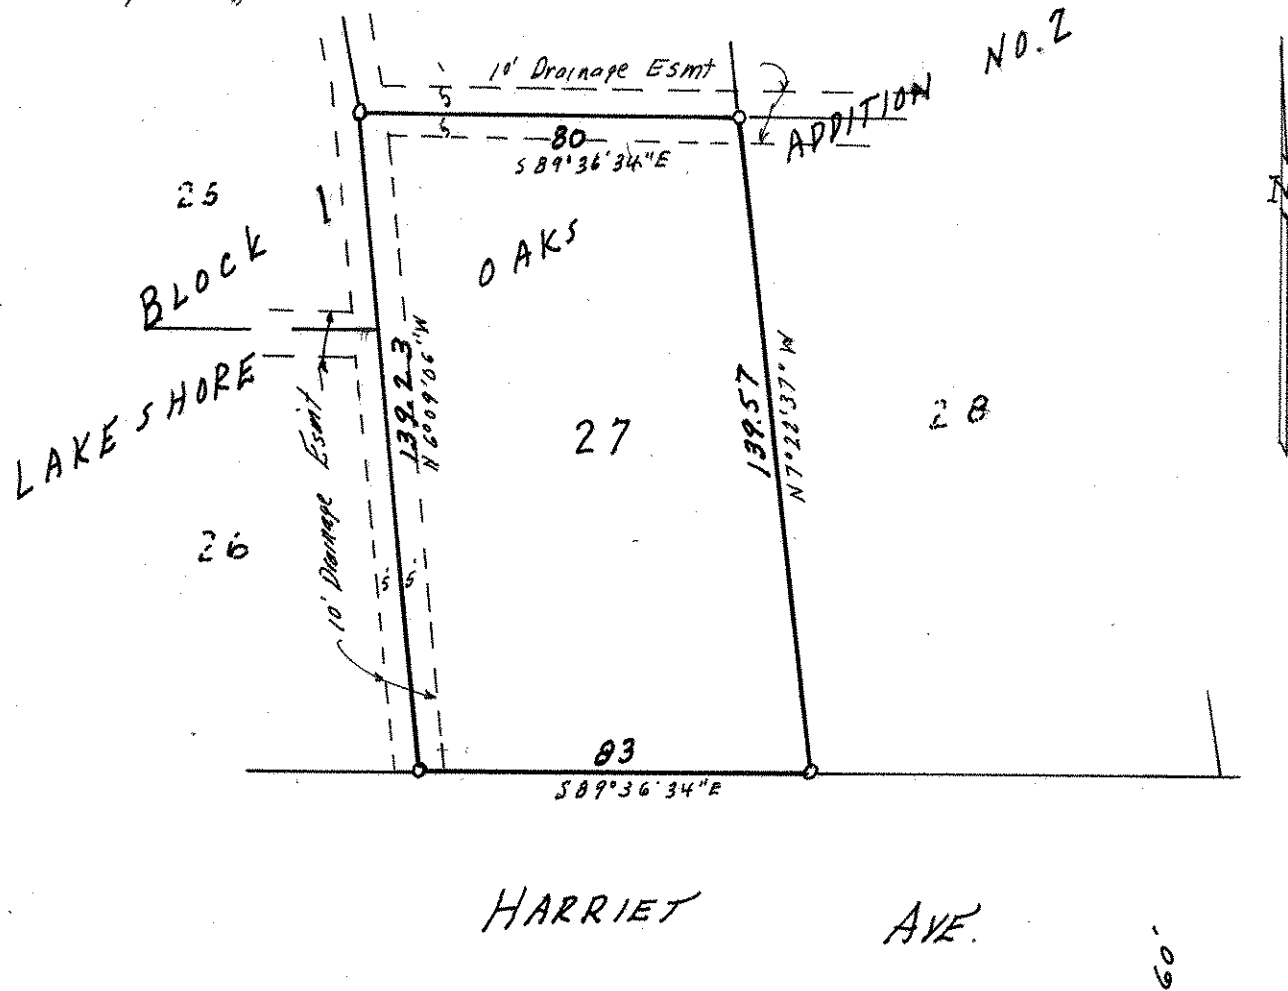 NO. 2
10' Drainage Esmt
ADDITION
5
5
80
S 89°36'34"E
N
25
1
BLOCK
OAKS
LAKE SHORE
139.23
N 6°09'06"W
139.57
N 7°22'37"W
27
28
10' Drainage Esmt
26
5' 5'
83
S 89°36'34"E
HARRIET AVE.
60'